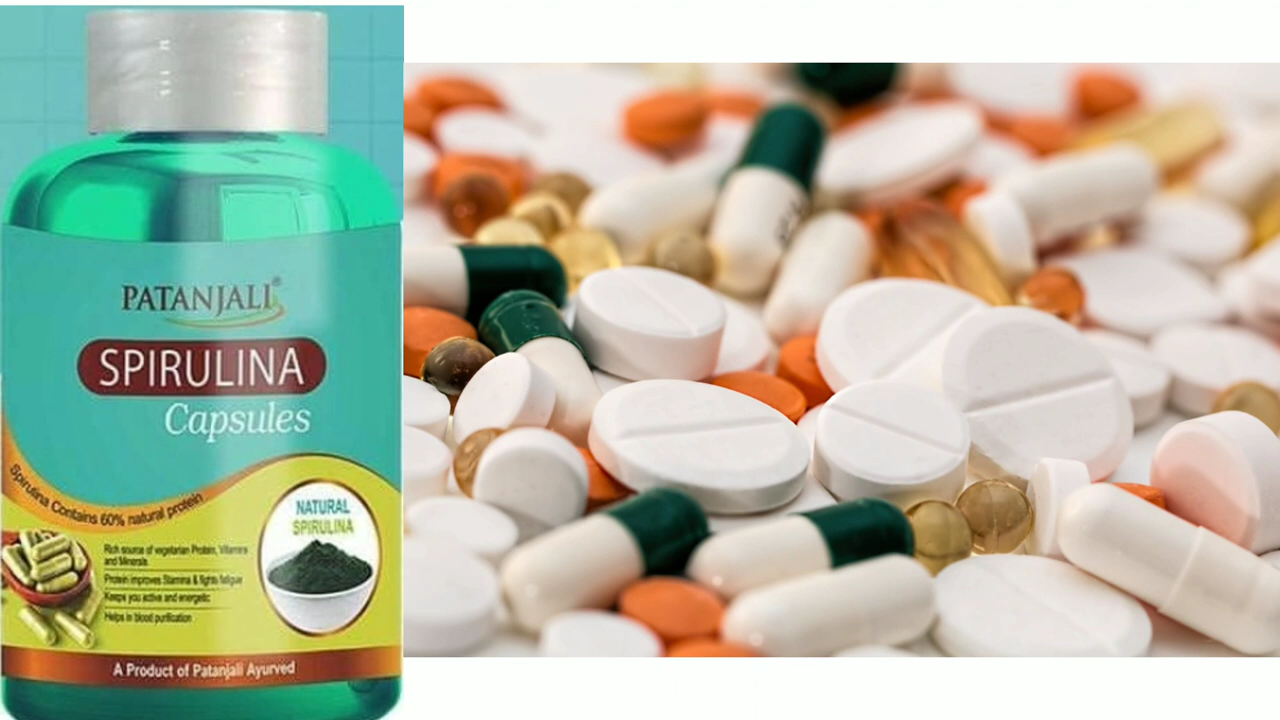 PATANJALI®
SPIRULINA
Capsules
Spirulina Contains 60% natural protein
NATURAL
SPIRULINA
Rich source of vegetarian Protein, Vitamins
and Minerals
Protein improves Stamina & fights fatigue
Keeps you active and energetic
Helps in blood purification
A Product of Patanjali Ayurved